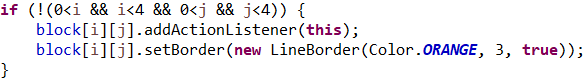 if (!(0<i && i<4 && 0<j && j<4)) {
    block[i][j].addActionListener(this);
    block[i][j].setBorder(new LineBorder(Color.ORANGE, 3, true));
}